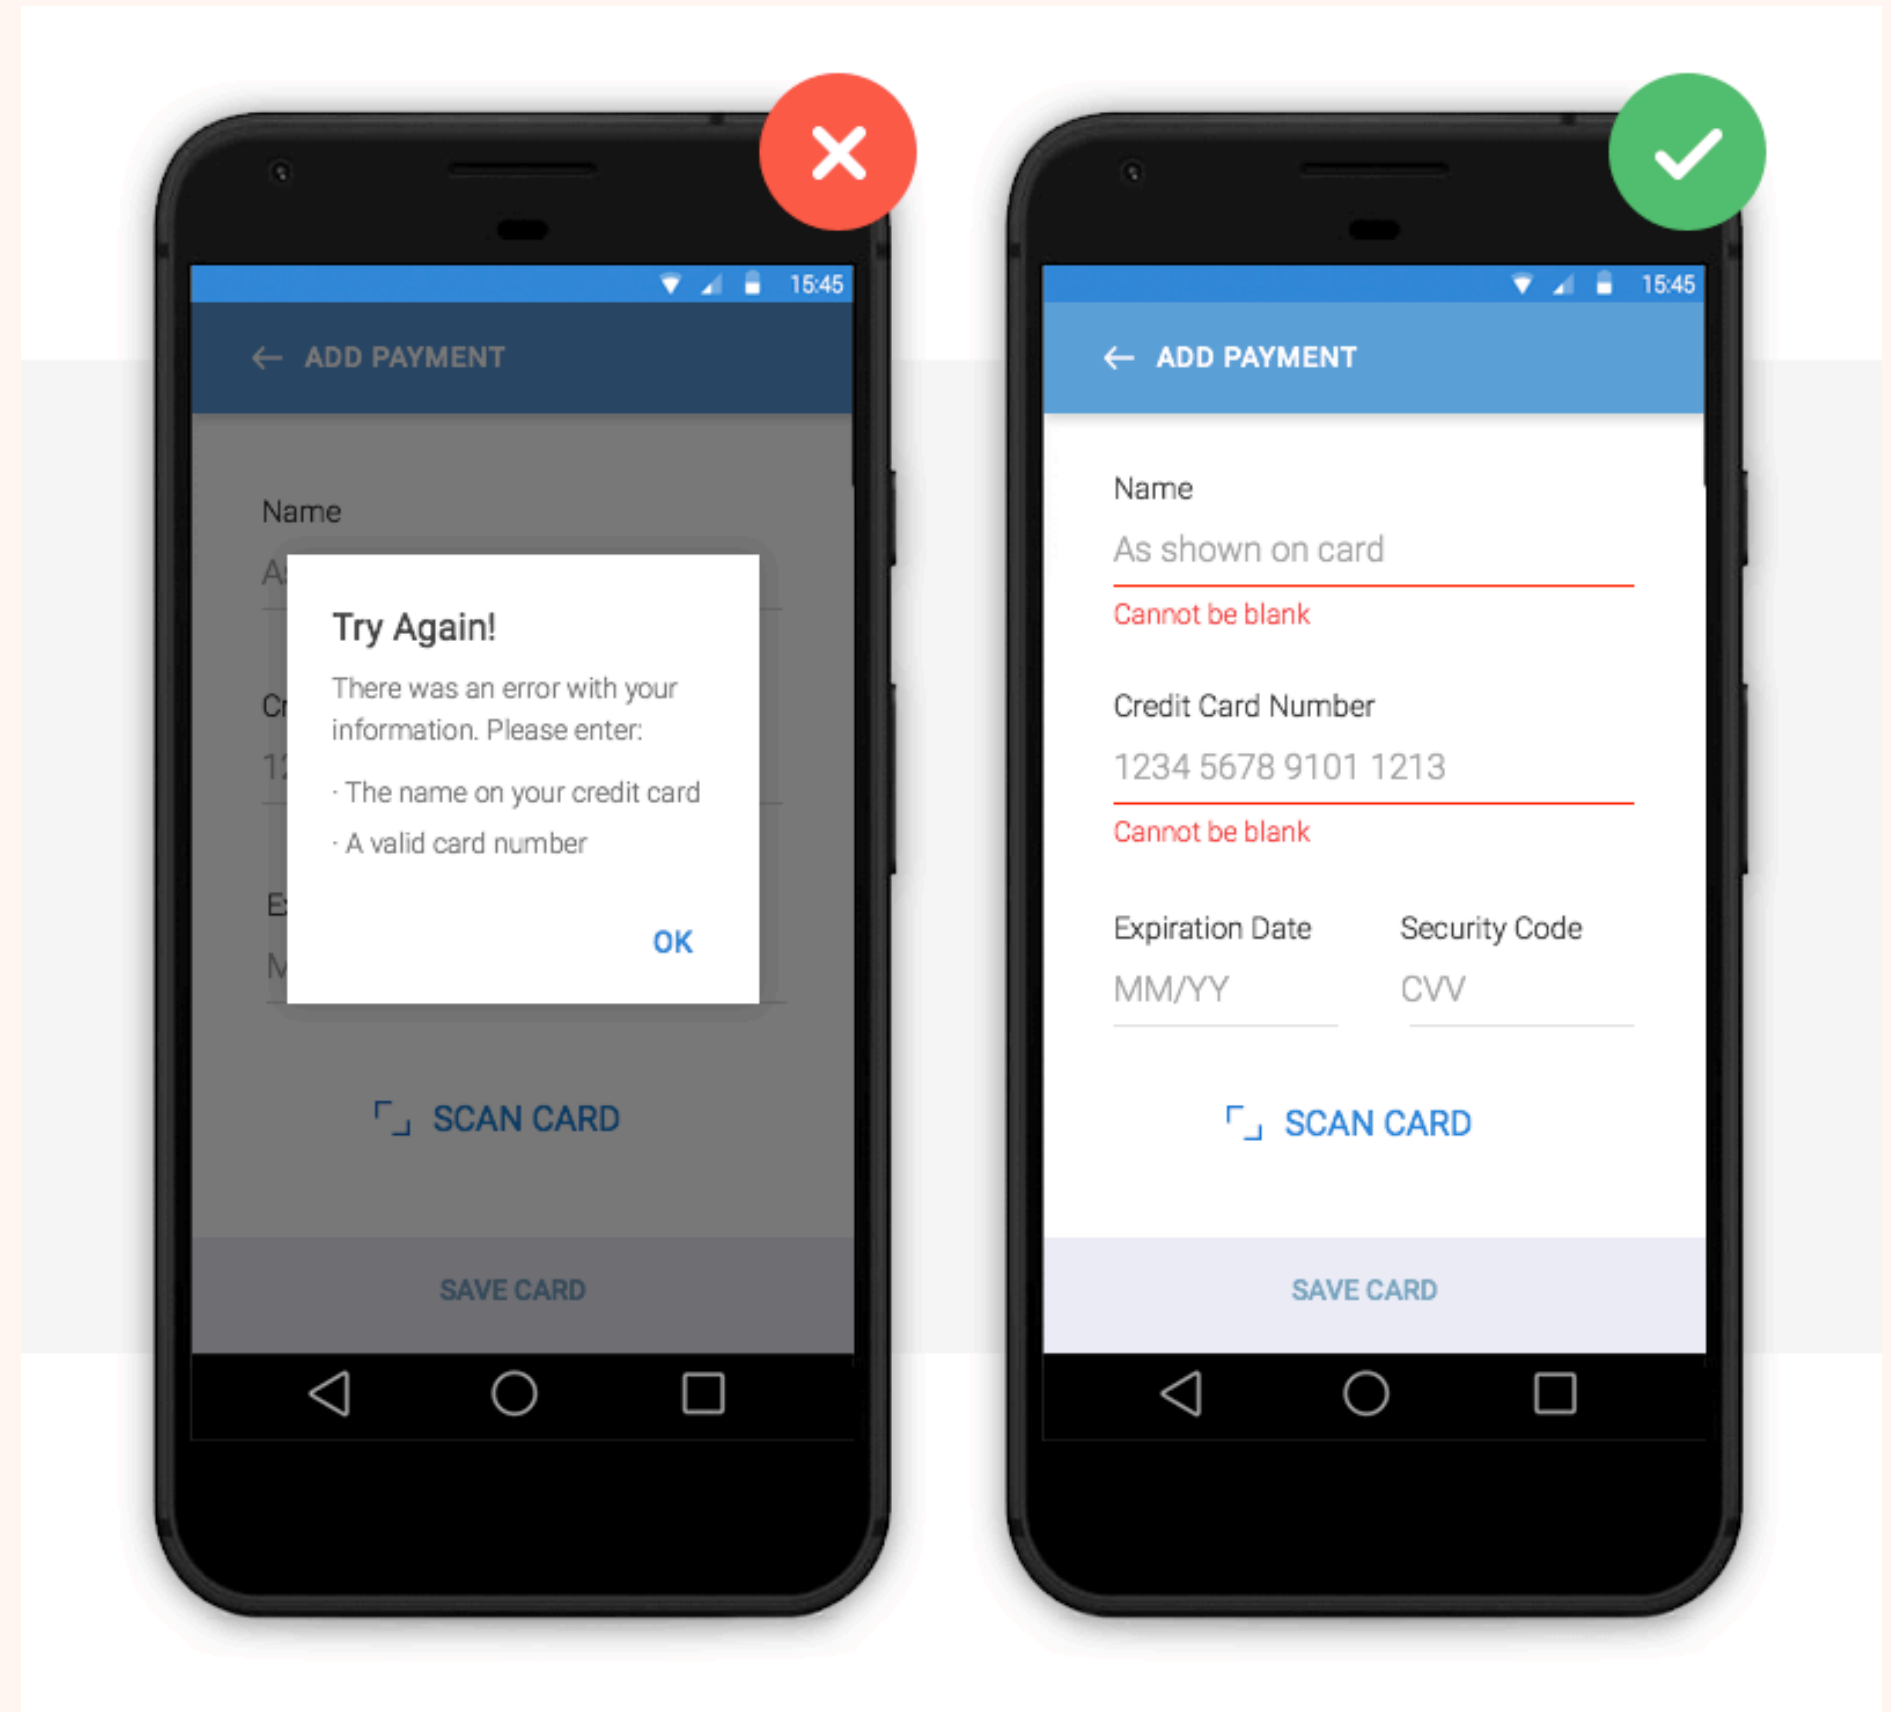 15:45
ADD PAYMENT
Name
Try Again!
There was an error with your
information. Please enter:
· The name on your credit card
· A valid card number
OK
SCAN CARD
SAVE CARD
15:45
ADD PAYMENT
Name
As shown on card
Cannot be blank
Credit Card Number
1234 5678 9101 1213
Cannot be blank
Expiration Date Security Code
MM/YY CVV
SCAN CARD
SAVE CARD